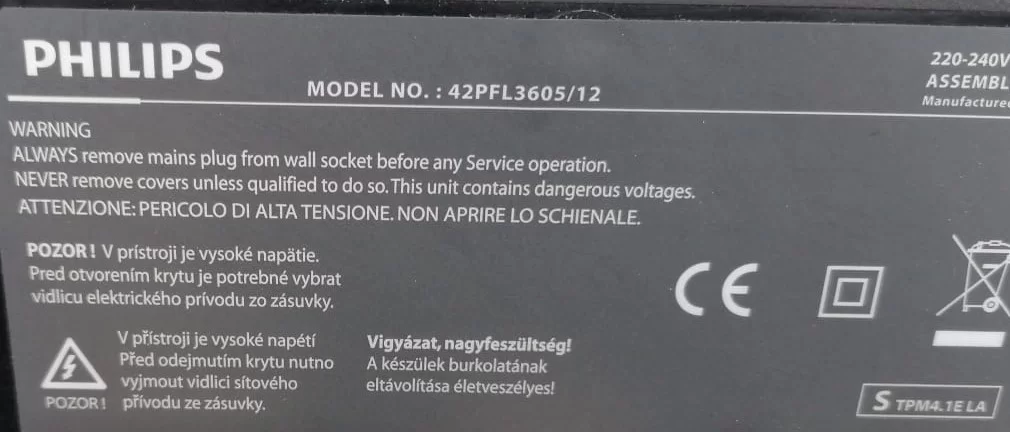 PHILIPS
MODEL NO. : 42PFL3605/12
220-240V
WARNING
ALWAYS remove mains plug from wall socket before any Service operation.
NEVER remove covers unless qualified to do so. This unit contains dangerous voltages.
ATTENZIONE: PERICOLO DI ALTA TENSIONE. NON APRIRE LO SCHIENALE.
POZOR! V prístroji je vysoké napätie.
Pred otvorením krytu je potrebné vybrat
vidlicu elektrického prívodu zo zásuvky.
CE
V přístroji je vysoké napétí
Před odejmutím krytu nutno
vyjmout vidlici sítového
přívodu ze zásuvky.
POZOR!
Vigyázat, nagyfeszültség!
A készülek burkolatának
eltávolítása életveszélyes!
S TPM4.1E LA